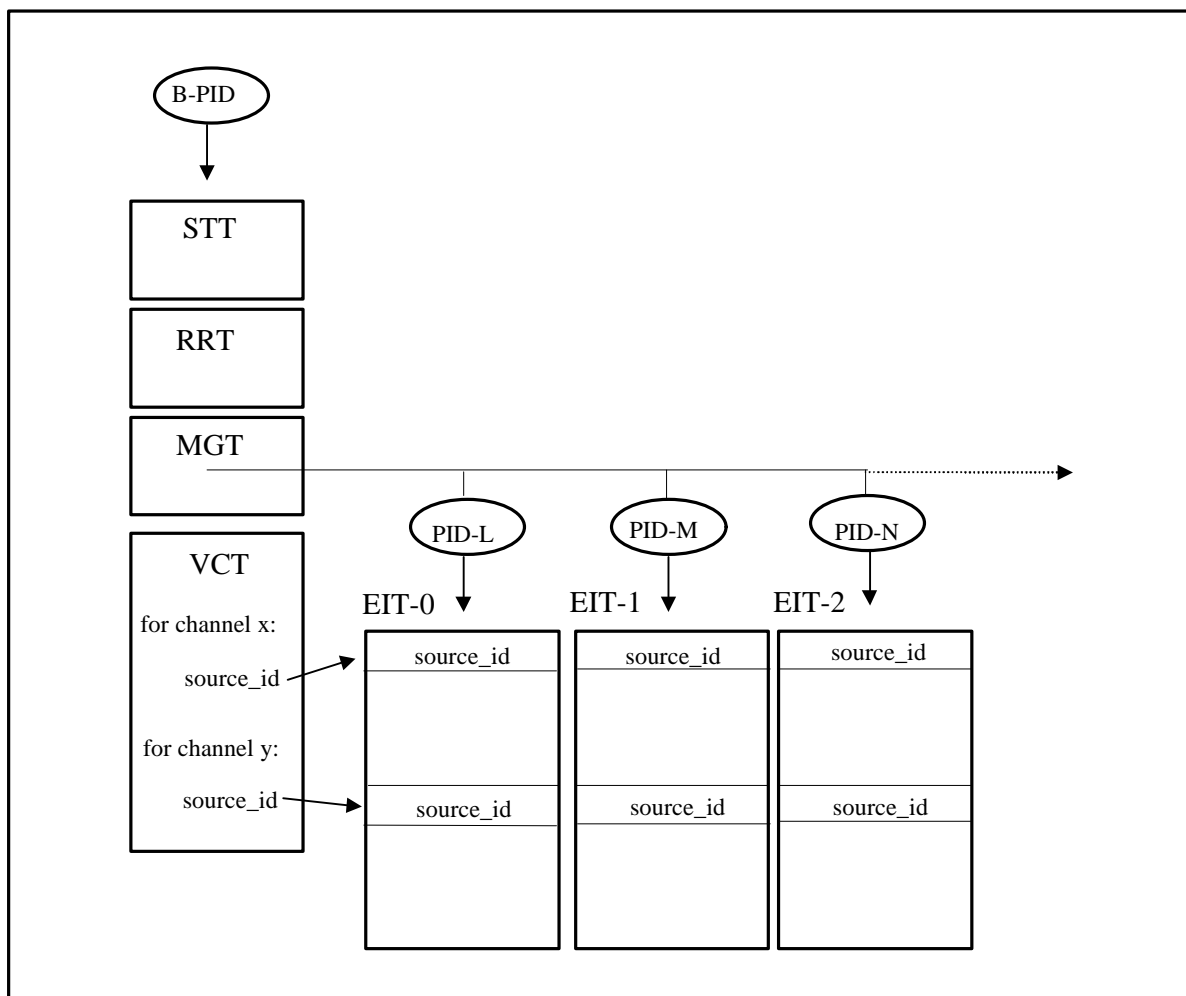 B-PID
STT
RRT
MGT
PID-L
PID-M
PID-N
VCT
for channel x:
source_id
for channel y:
source_id
EIT-0
EIT-1
EIT-2
source_id
source_id
source_id
source_id
source_id
source_id